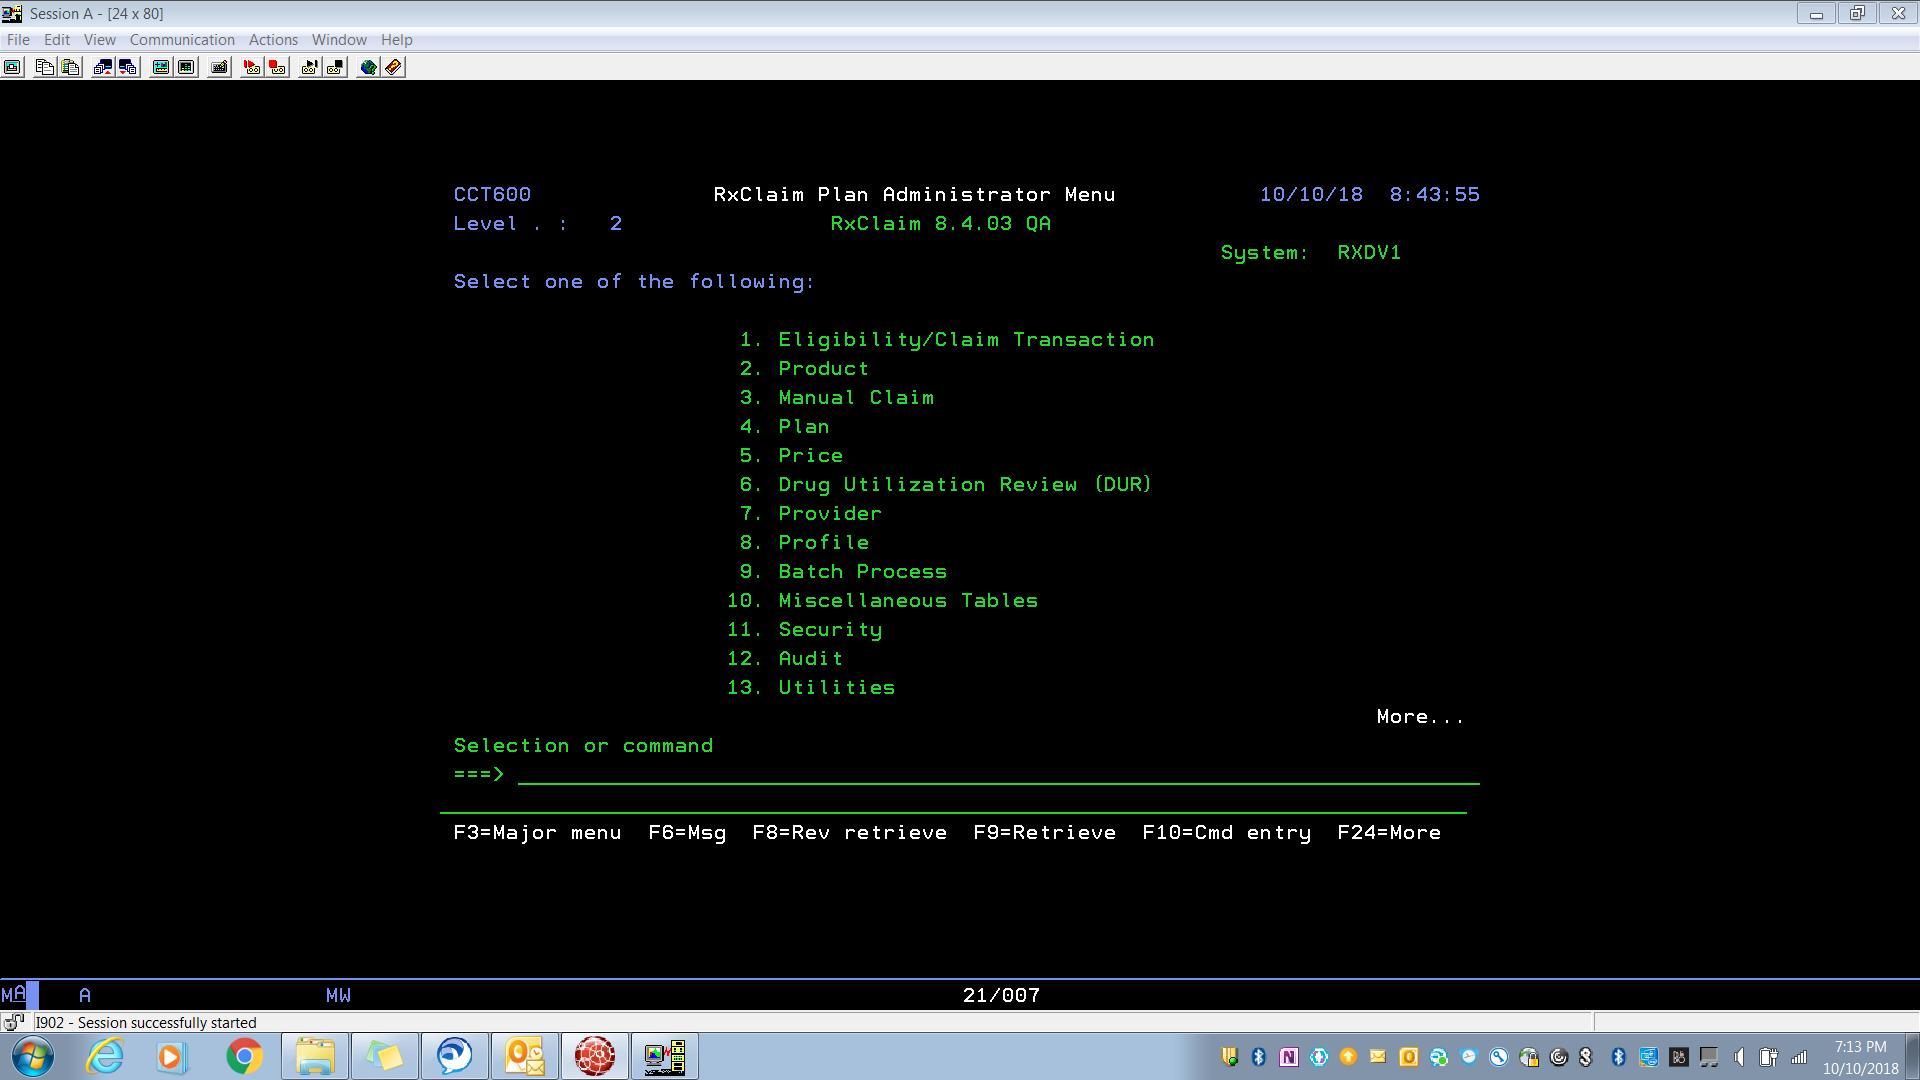 Session A - [24 x 80]
File Edit View Communication Actions Window Help
CCT600 RxClaim Plan Administrator Menu 10/10/18 8:43:55
Level . : 2 RxClaim 8.4.03 QA
System: RXDV1
Select one of the following:
1. Eligibility/Claim Transaction
2. Product
3. Manual Claim
4. Plan
5. Price
6. Drug Utilization Review (DUR)
7. Provider
8. Profile
9. Batch Process
10. Miscellaneous Tables
11. Security
12. Audit
13. Utilities
More...
Selection or command
===>
F3=Major menu F6=Msg F8=Rev retrieve F9=Retrieve F10=Cmd entry F24=More
MA A MW 21/007
I902 - Session successfully started
7:13 PM
10/10/2018